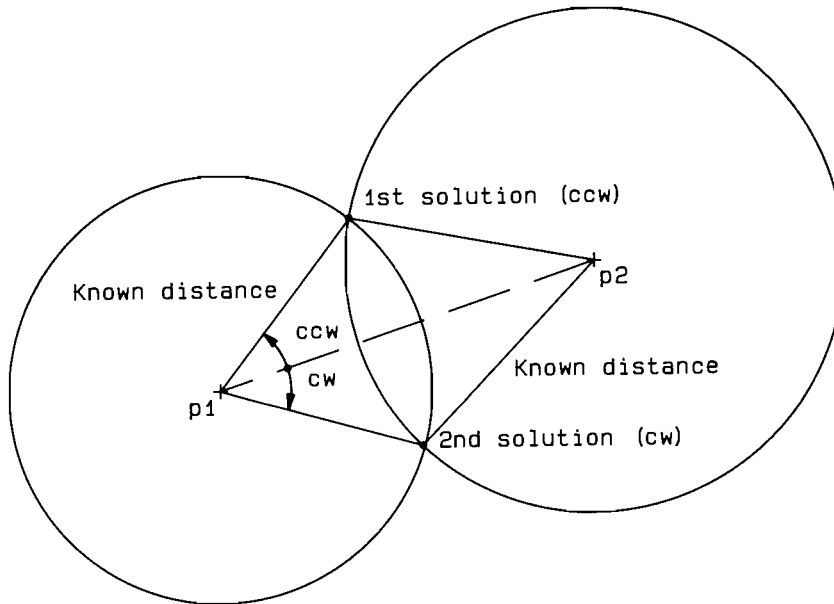 1st solution (ccw)
p2
Known distance
ccw
Known distance
cw
p1
2nd solution (cw)